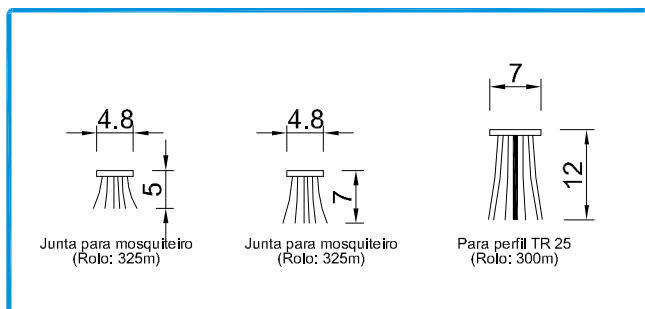 4.8
5
Junta para mosquiteiro
(Rolo: 325m)
4.8
7
Junta para mosquiteiro
(Rolo: 325m)
7
12
Para perfil TR 25
(Rolo: 300m)